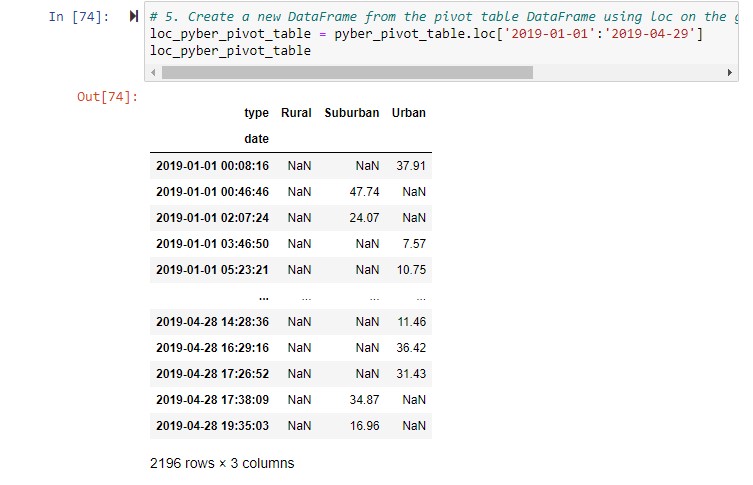 In [74]: # 5. Create a new DataFrame from the pivot table DataFrame using loc on the
loc_pyber_pivot_table = pyber_pivot_table.loc['2019-01-01':'2019-04-29']
loc_pyber_pivot_table
Out[74]:
type Rural Suburban Urban
date
2019-01-01 00:08:16 NaN NaN 37.91
2019-01-01 00:46:46 NaN 47.74 NaN
2019-01-01 02:07:24 NaN 24.07 NaN
2019-01-01 03:46:50 NaN NaN 7.57
2019-01-01 05:23:21 NaN NaN 10.75
... ... ... ...
2019-04-28 14:28:36 NaN NaN 11.46
2019-04-28 16:29:16 NaN NaN 36.42
2019-04-28 17:26:52 NaN NaN 31.43
2019-04-28 17:38:09 NaN 34.87 NaN
2019-04-28 19:35:03 NaN 16.96 NaN
2196 rows × 3 columns